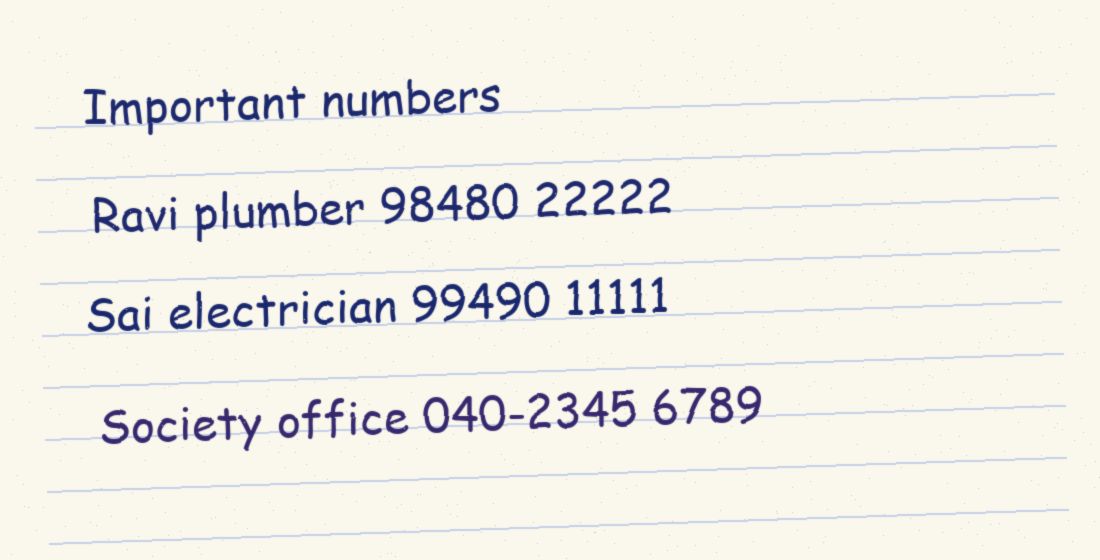 Important numbers
Ravi plumber 98480 22222
Sai electrician 99490 11111
Society office 040-2345 6789